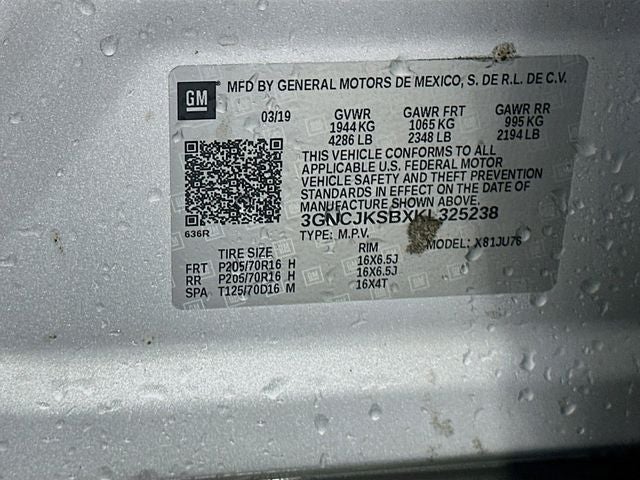 GM MFD BY GENERAL MOTORS DE MEXICO, S. DE R.L. DE C.V.
03/19 GVWR GAWR FRT GAWR RR
1944 KG 1065 KG 995 KG
4286 LB 2348 LB 2194 LB
THIS VEHICLE CONFORMS TO ALL
APPLICABLE U.S. FEDERAL MOTOR
VEHICLE SAFETY AND THEFT PREVENTION
STANDARDS IN EFFECT ON THE DATE OF
MANUFACTURE SHOWN ABOVE.
3GNCJKSBXKL325238
636R TYPE: M.P.V. MODEL: X81JU76
TIRE SIZE RIM
FRT P205/70R16 H 16X6.5J
RR P205/70R16 H 16X6.5J
SPA T125/70D16 M 16X4T